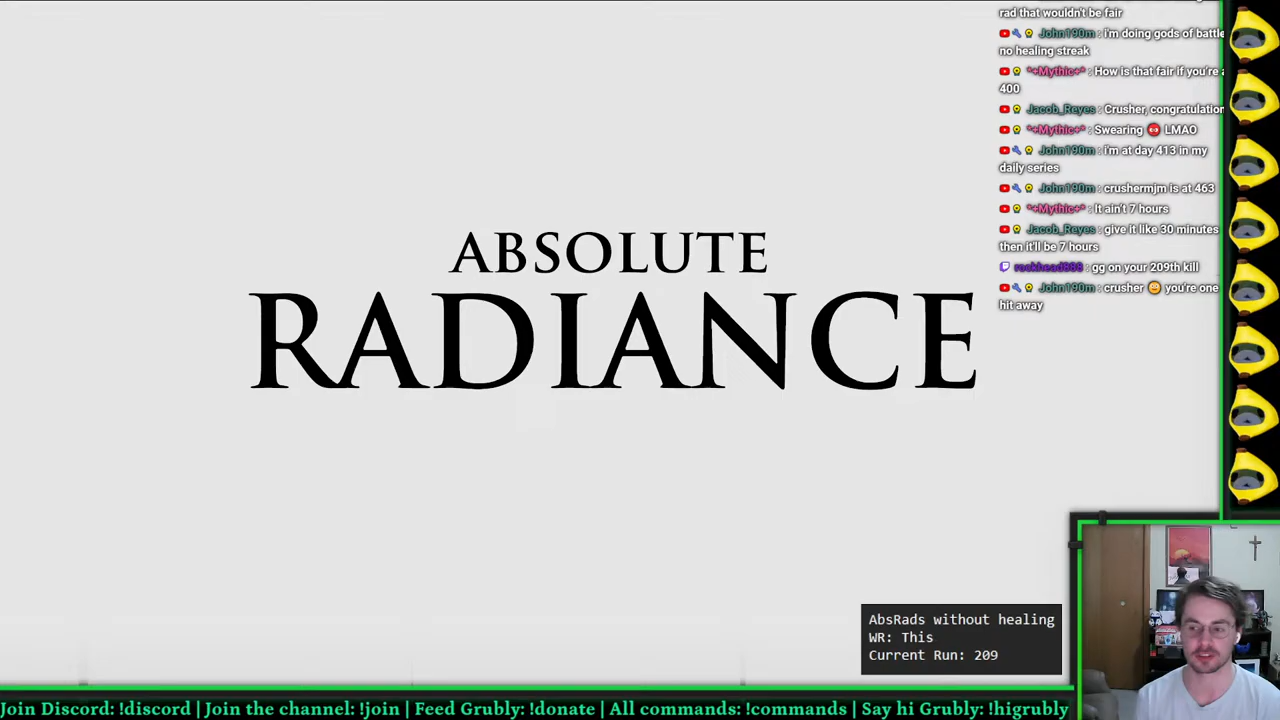 rad that wouldn't be fair
John190m : i'm doing gods of battle
no healing streak
*+Mythic+* : How is that fair if you're a
400
Jacob_Reyes : Crusher, congratulation
*+Mythic+* : Swearing LMAO
John190m : i'm at day 413 in my
daily series
John190m : crushermjm is at 463
*+Mythic+* : It ain't 7 hours
Jacob_Reyes : give it like 30 minutes
then it'll be 7 hours
: gg on your 209th kill
John190m : crusher you're one
hit away
ABSOLUTE
RADIANCE
AbsRads without healing
WR: This
Current Run: 209
Join Discord: !discord | Join the channel: !join | Feed Grubly: !donate | All commands: !commands | Say hi Grubly: !higrubly